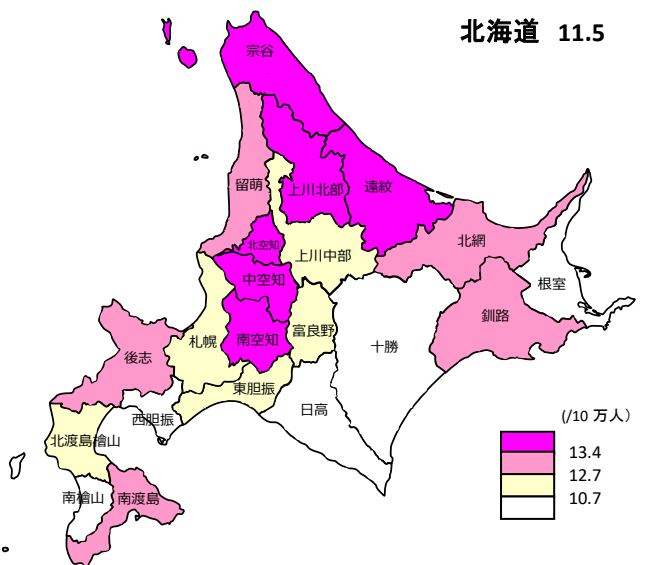 北海道 11.5
宗谷
留萌
上川北部
遠紋
北空知
上川中部
北網
中空知
根室
札幌
南空知
富良野
十勝
釧路
後志
東胆振
日高
西胆振
北渡島檜山
南檜山
南渡島
(/10 万人)
13.4
12.7
10.7